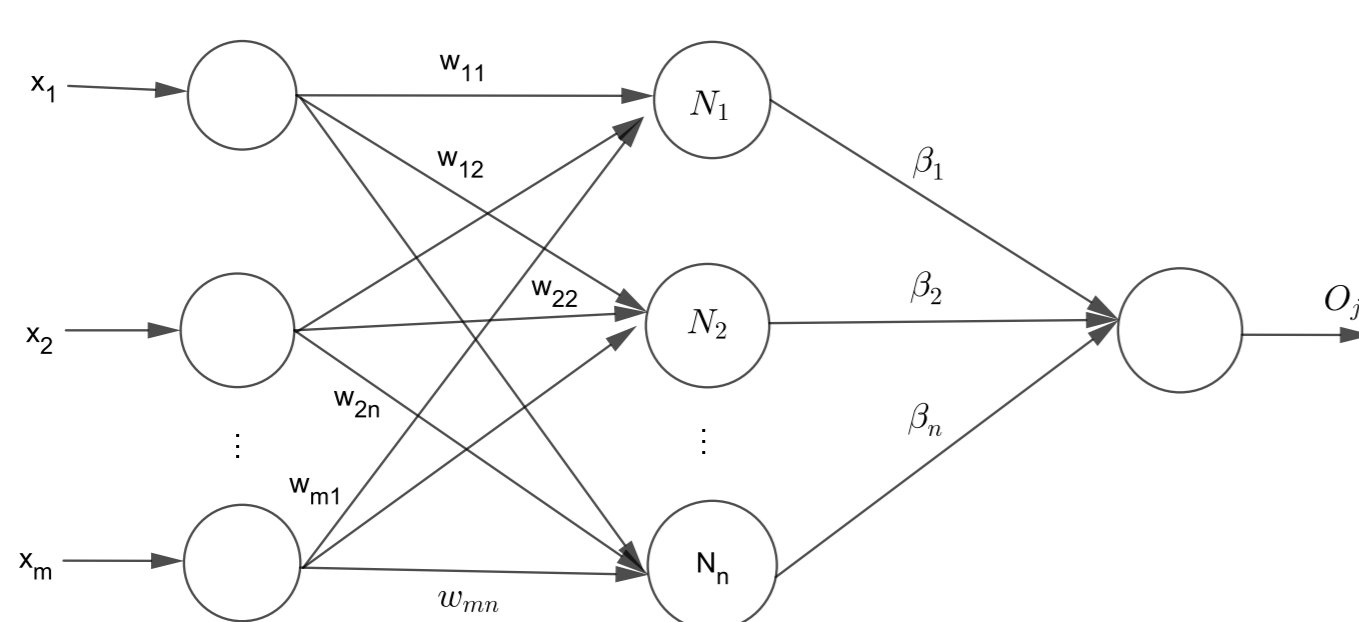 w₁₁
x₁
N₁
w₁₂
β₁
w₂₂
β₂
Oⱼ
x₂
N₂
w₂ₙ
βₙ
⋮
⋮
wₘ₁
xₘ
Nₙ
wₘₙ